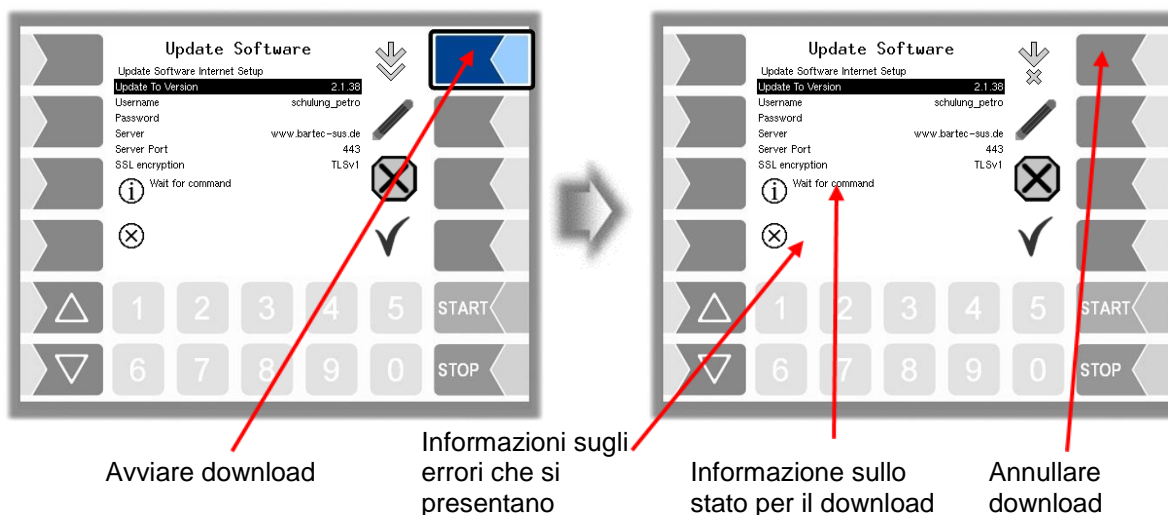 Update Software
Update Software Internet Setup
Update To Version 2.1.38
Username schulung_petro
Password
Server www.bartec-sus.de
Server Port 443
SSL encryption TLSv1
Wait for command
1 2 3 4 5 START
6 7 8 9 0 STOP
Update Software
Update Software Internet Setup
Update To Version 2.1.38
Username schulung_petro
Password
Server www.bartec-sus.de
Server Port 443
SSL encryption TLSv1
Wait for command
1 2 3 4 5 START
6 7 8 9 0 STOP
Avviare download
Informazioni sugli
errori che si
presentano
Informazione sullo
stato per il download
Annullare
download